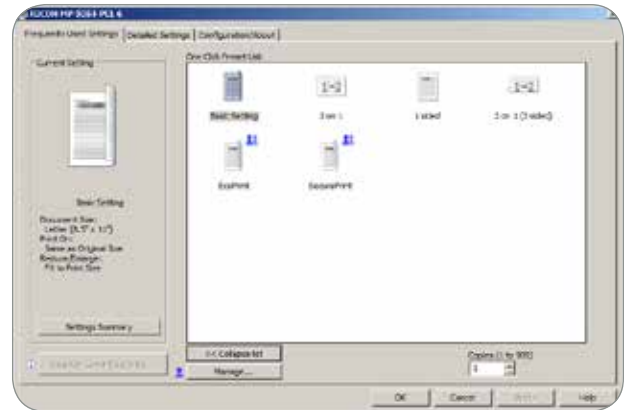 RICOH MP 5054 PCL 6
Frequently Used Settings Detailed Settings Configuration/About
Current Setting
One Click Preset List:
Basic Setting
2 on 1
1 sided
2 on 1 (2 sided)
EcoPrint
SecurePrint
Basic Setting
Document Size:
Letter (8.5" x 11")
Print On:
Same as Original Size
Reduce/Enlarge:
Fit to Print Size
Settings Summary
<< Collapse list
Manage...
Copies (1 to 999)
1
OK Cancel Help